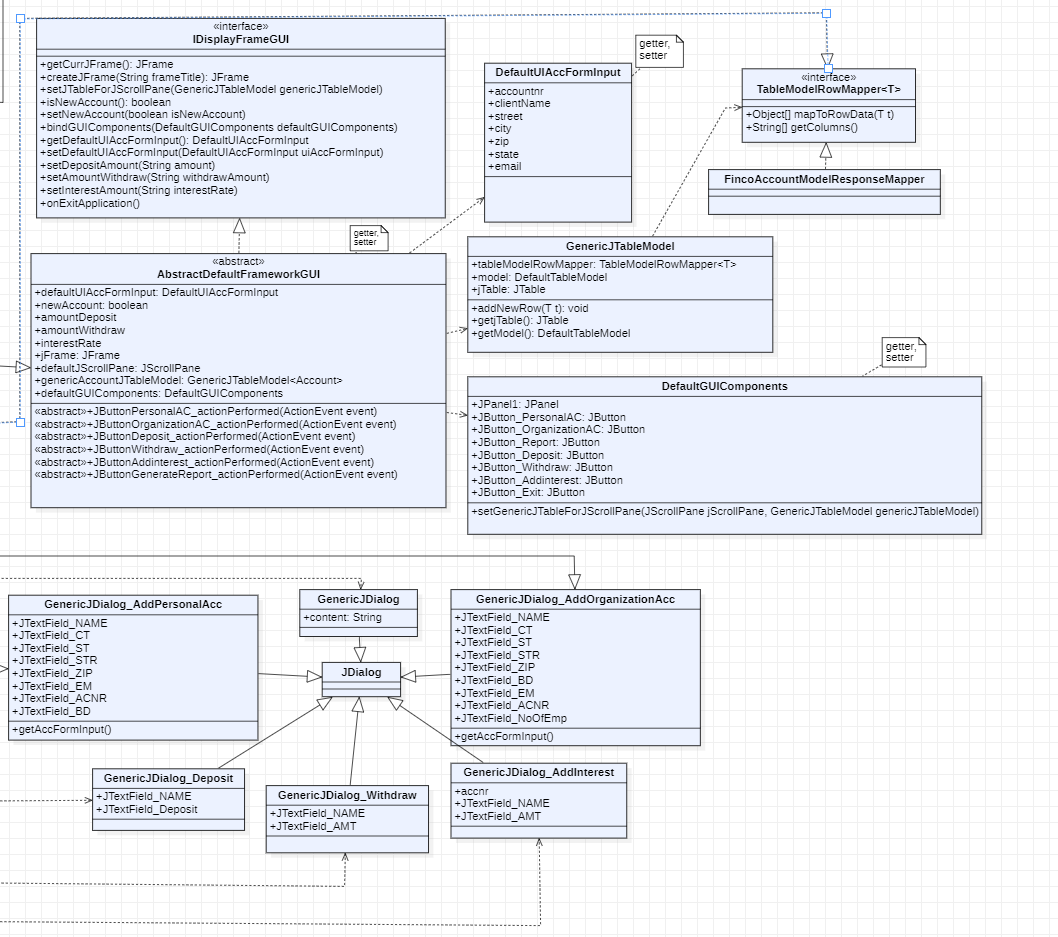 «interface»
IDisplayFrameGUI
+getCurrJFrame(): JFrame
+createJFrame(String frameTitle): JFrame
+setJTableForJScrollPane(GenericJTableModel genericJTableModel)
+isNewAccount(): boolean
+setNewAccount(boolean isNewAccount)
+bindGUIComponents(DefaultGUIComponents defaultGUIComponents)
+getDefaultUIAccFormInput(): DefaultUIAccFormInput
+setDefaultUIAccFormInput(DefaultUIAccFormInput uiAccFormInput)
+setDepositAmount(String amount)
+setAmountWithdraw(String withdrawAmount)
+setInterestAmount(String interestRate)
+onExitApplication()
getter,
setter
DefaultUIAccFormInput
+accountnr
+clientName
+street
+city
+zip
+state
+email
«interface»
TableModelRowMapper<T>
+Object[] mapToRowData(T t)
+String[] getColumns()
FincoAccountModelResponseMapper
getter,
setter
«abstract»
AbstractDefaultFrameworkGUI
+defaultUIAccFormInput: DefaultUIAccFormInput
+newAccount: boolean
+amountDeposit
+amountWithdraw
+interestRate
+jFrame: JFrame
+defaultJScrollPane: JScrollPane
+genericAccountJTableModel: GenericJTableModel<Account>
+defaultGUIComponents: DefaultGUIComponents
«abstract»+JButtonPersonalAC_actionPerformed(ActionEvent event)
«abstract»+JButtonOrganizationAC_actionPerformed(ActionEvent event)
«abstract»+JButtonDeposit_actionPerformed(ActionEvent event)
«abstract»+JButtonWithdraw_actionPerformed(ActionEvent event)
«abstract»+JButtonAddinterest_actionPerformed(ActionEvent event)
«abstract»+JButtonGenerateReport_actionPerformed(ActionEvent event)
GenericJTableModel
+tableModelRowMapper: TableModelRowMapper<T>
+model: DefaultTableModel
+jTable: JTable
+addNewRow(T t): void
+getjTable(): JTable
+getModel(): DefaultTableModel
getter,
setter
DefaultGUIComponents
+JPanel1: JPanel
+JButton_PersonalAC: JButton
+JButton_OrganizationAC: JButton
+JButton_Report: JButton
+JButton_Deposit: JButton
+JButton_Withdraw: JButton
+JButton_Addinterest: JButton
+JButton_Exit: JButton
+setGenericJTableForJScrollPane(JScrollPane jScrollPane, GenericJTableModel genericJTableModel)
GenericJDialog_AddPersonalAcc
+JTextField_NAME
+JTextField_CT
+JTextField_ST
+JTextField_STR
+JTextField_ZIP
+JTextField_EM
+JTextField_ACNR
+JTextField_BD
+getAccFormInput()
GenericJDialog
+content: String
JDialog
GenericJDialog_AddOrganizationAcc
+JTextField_NAME
+JTextField_CT
+JTextField_ST
+JTextField_STR
+JTextField_ZIP
+JTextField_BD
+JTextField_EM
+JTextField_ACNR
+JTextField_NoOfEmp
+getAccFormInput()
GenericJDialog_Deposit
+JTextField_NAME
+JTextField_Deposit
GenericJDialog_Withdraw
+JTextField_NAME
+JTextField_AMT
GenericJDialog_AddInterest
+accnr
+JTextField_NAME
+JTextField_AMT